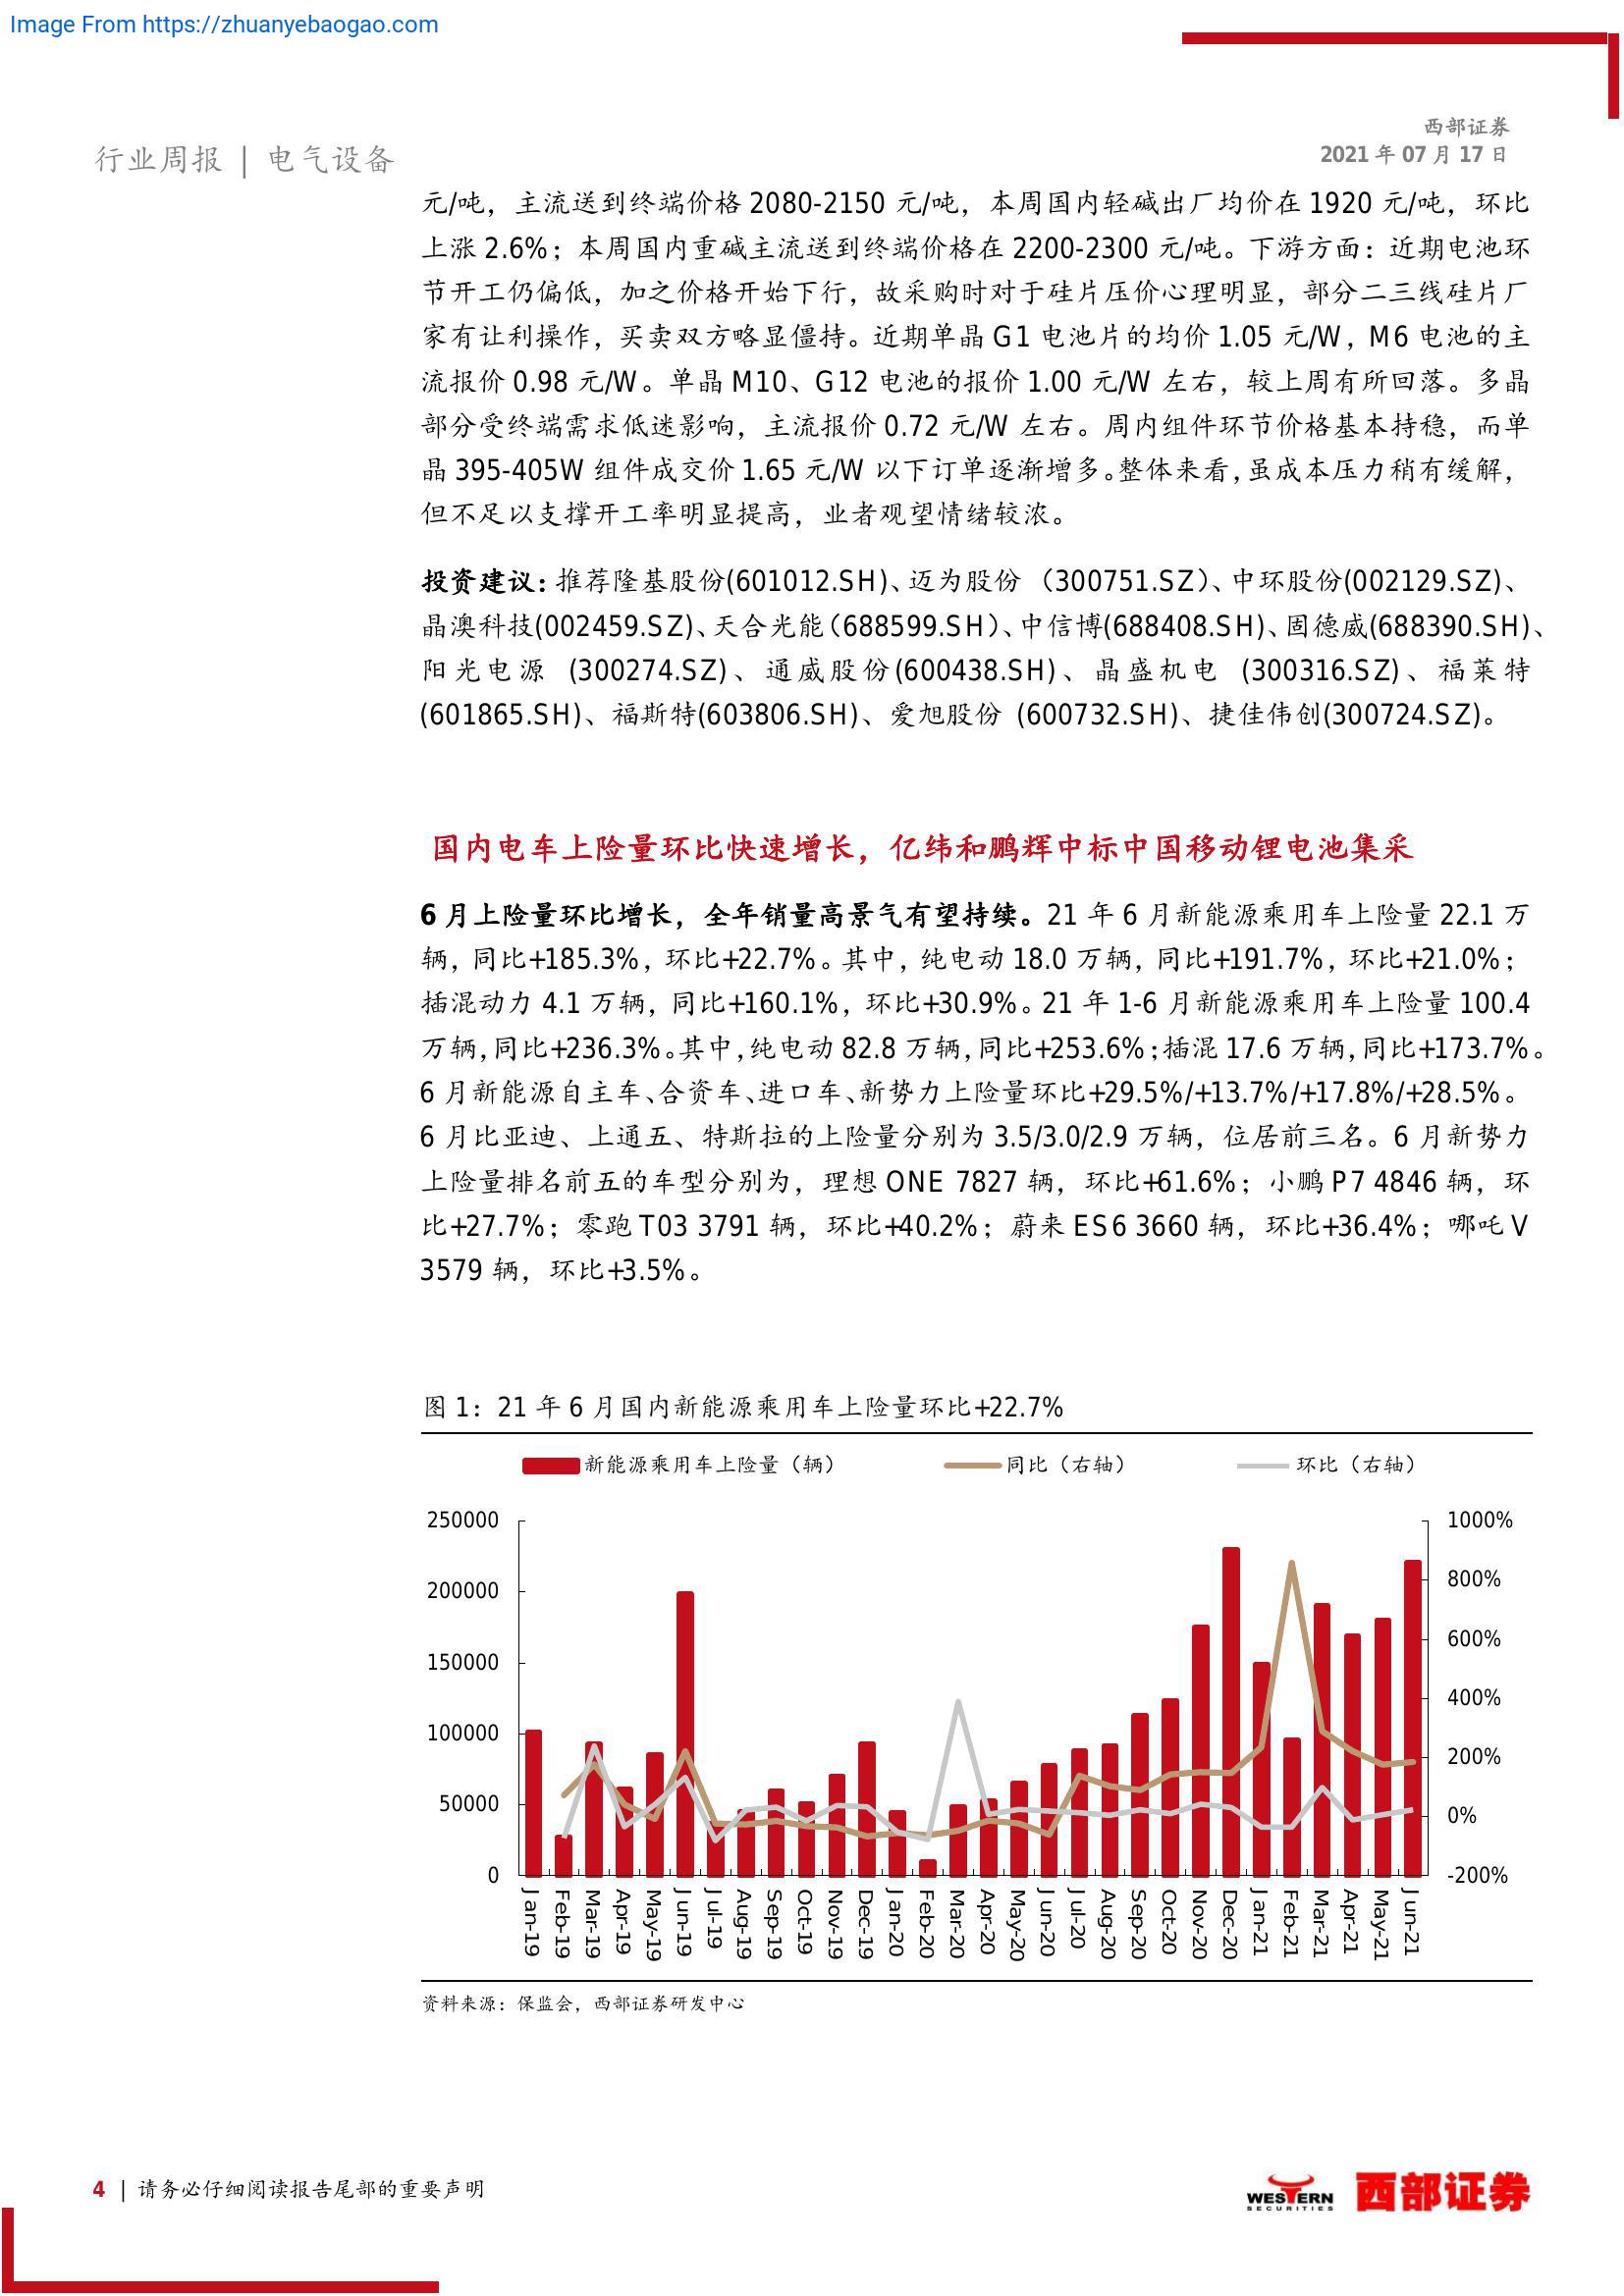 Image From https://zhuanyebaogao.com
西部证券
2021 年 07 月 17 日
行业周报 | 电气设备
元/吨，主流送到终端价格 2080-2150 元/吨，本周国内轻碱出厂均价在 1920 元/吨，环比
上涨 2.6%；本周国内重碱主流送到终端价格在 2200-2300 元/吨。下游方面：近期电池环
节开工仍偏低，加之价格开始下行，故采购时对于硅片压价心理明显，部分二三线硅片厂
家有让利操作，买卖双方略显僵持。近期单晶 G1 电池片的均价 1.05 元/W，M6 电池的主
流报价 0.98 元/W。单晶 M10、G12 电池的报价 1.00 元/W 左右，较上周有所回落。多晶
部分受终端需求低迷影响，主流报价 0.72 元/W 左右。周内组件环节价格基本持稳，而单
晶 395-405W 组件成交价 1.65 元/W 以下订单逐渐增多。整体来看，虽成本压力稍有缓解，
但不足以支撑开工率明显提高，业者观望情绪较浓。
投资建议：推荐隆基股份(601012.SH)、迈为股份（300751.SZ）、中环股份(002129.SZ)、
晶澳科技(002459.SZ)、天合光能（688599.SH）、中信博(688408.SH)、固德威(688390.SH)、
阳光电源 (300274.SZ)、通威股份(600438.SH)、晶盛机电 (300316.SZ)、福莱特
(601865.SH)、福斯特(603806.SH)、爱旭股份 (600732.SH)、捷佳伟创(300724.SZ)。
国内电车上险量环比快速增长，亿纬和鹏辉中标中国移动锂电池集采
6 月上险量环比增长，全年销量高景气有望持续。21 年 6 月新能源乘用车上险量 22.1 万
辆，同比+185.3%，环比+22.7%。其中，纯电动 18.0 万辆，同比+191.7%，环比+21.0%；
插混动力 4.1 万辆，同比+160.1%，环比+30.9%。21 年 1-6 月新能源乘用车上险量 100.4
万辆，同比+236.3%。其中，纯电动 82.8 万辆，同比+253.6%；插混 17.6 万辆，同比+173.7%。
6 月新能源自主车、合资车、进口车、新势力上险量环比+29.5%/+13.7%/+17.8%/+28.5%。
6 月比亚迪、上通五、特斯拉的上险量分别为 3.5/3.0/2.9 万辆，位居前三名。6 月新势力
上险量排名前五的车型分别为，理想 ONE 7827 辆，环比+61.6%；小鹏 P7 4846 辆，环
比+27.7%；零跑 T03 3791 辆，环比+40.2%；蔚来 ES6 3660 辆，环比+36.4%；哪吒 V
3579 辆，环比+3.5%。
图 1：21 年 6 月国内新能源乘用车上险量环比+22.7%
新能源乘用车上险量（辆） 同比（右轴） 环比（右轴）
250000 1000%
200000 800%
150000 600%
100000 400%
50000 200%
0 0%
-200%
Jan-19 Feb-19 Mar-19 Apr-19 May-19 Jun-19 Jul-19 Aug-19 Sep-19 Oct-19 Nov-19 Dec-19 Jan-20 Feb-20 Mar-20 Apr-20 May-20 Jun-20 Jul-20 Aug-20 Sep-20 Oct-20 Nov-20 Dec-20 Jan-21 Feb-21 Mar-21 Apr-21 May-21 Jun-21
资料来源：保监会，西部证券研发中心
4 | 请务必仔细阅读报告尾部的重要声明
WESTERN
SECURITIES
西部证券